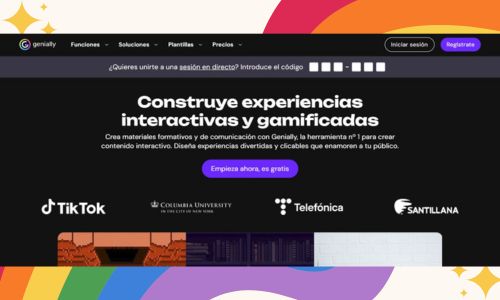 genially Funciones Soluciones Plantillas Precios Iniciar sesión Regístrate
¿Quieres unirte a una sesión en directo? Introduce el código
Construye experiencias
interactivas y gamificadas
Crea materiales formativos y de comunicación con Genially, la herramienta nº 1 para crear
contenido interactivo. Diseña experiencias divertidas y clicables que enamoren a tu público.
Empieza ahora, es gratis
TikTok COLUMBIA UNIVERSITY Telefónica SANTILLANA
IN THE CITY OF NEW YORK